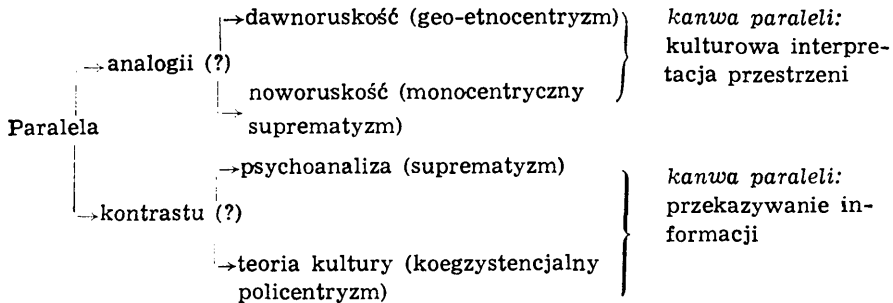 →dawnoruskość (geo-etnocentryzm)
kanwa paraleli:
kulturowa interpre-
tacja przestrzeni
→analogii (?)
→noworuskość (monocentryczny
suprematyzm)
Paralela
→psychoanaliza (suprematyzm)
kanwa paraleli:
przekazywanie in-
formacji
→kontrastu (?)
→teoria kultury (koegzystencjalny
policentryzm)